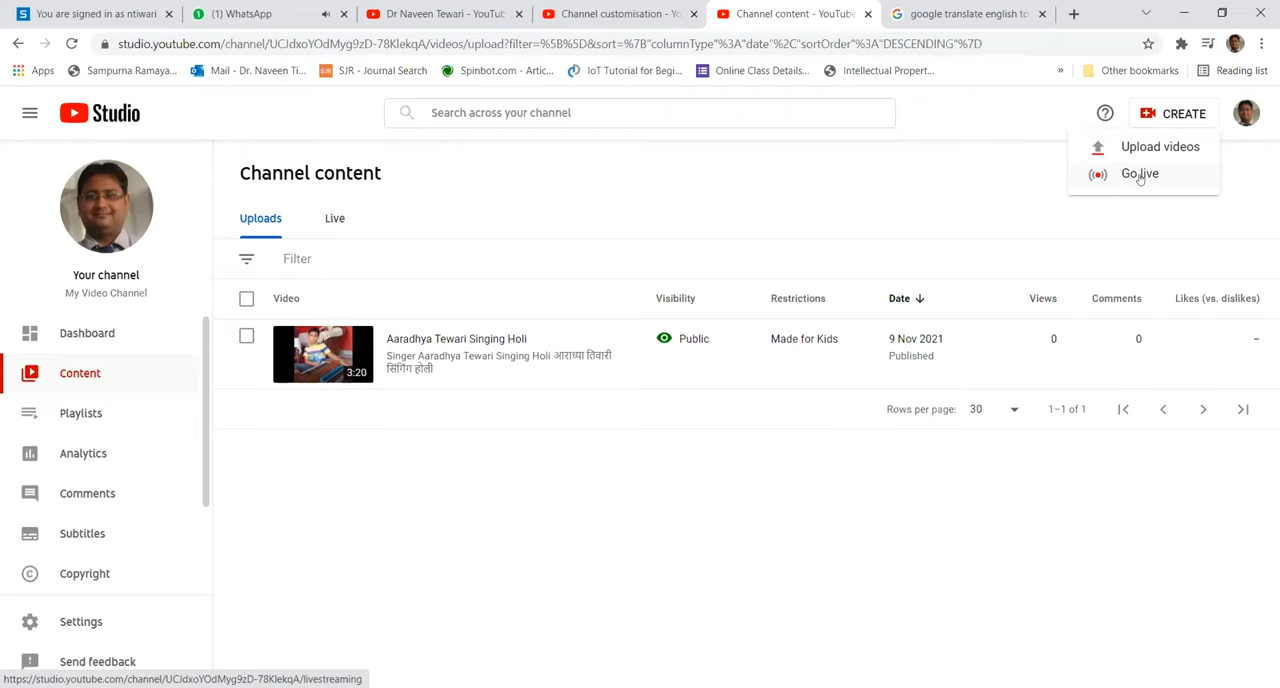 You are signed in as ntiwari
(1) WhatsApp
Dr Naveen Tewari - YouTub
Channel customisation - Yo
Channel content - YouTube
google translate english to
studio.youtube.com/channel/UCJdxoYOdMyg9zD-78KlekqA/videos/upload?filter=%5B%5D&sort=%7B"columnType"%3A"date"%2C"sortOrder"%3A"DESCENDING"%7D
Apps
Sampurna Ramaya...
Mail - Dr. Naveen Ti...
SJR SJR - Journal Search
Spinbot.com - Artic...
IoT Tutorial for Begi...
Online Class Details...
Intellectual Propert...
»
Other bookmarks
Reading list
Studio
Search across your channel
CREATE
Upload videos
Go live
Your channel
My Video Channel
Dashboard
Content
Playlists
Analytics
Comments
Subtitles
Copyright
Settings
Send feedback
Channel content
Uploads Live
Filter
Video Visibility Restrictions Date Views Comments Likes (vs. dislikes)
3:20
Aaradhya Tewari Singing Holi
Singer Aaradhya Tewari Singing Holi आराध्या तिवारी
सिंगिंग होली
Public
Made for Kids
9 Nov 2021
Published
0
0
–
Rows per page: 30
1–1 of 1
https://studio.youtube.com/channel/UCJdxoYOdMyg9zD-78KlekqA/livestreaming